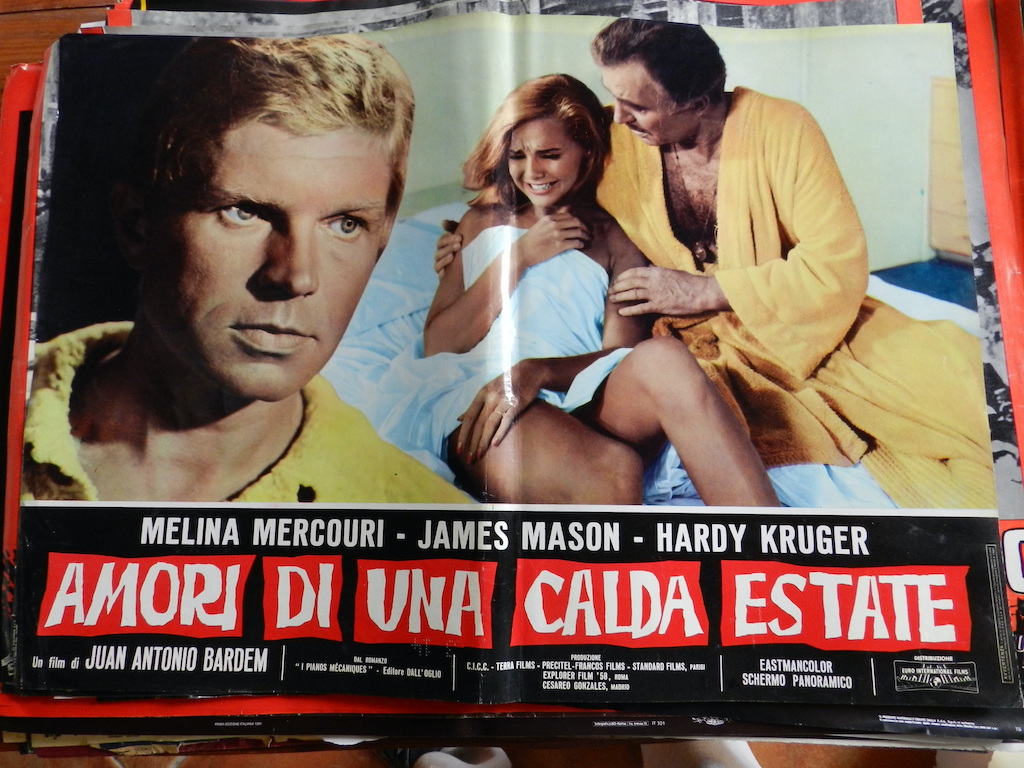 MELINA MERCOURI - JAMES MASON - HARDY KRUGER
AMORI DI UNA CALDA ESTATE
Un film di JUAN ANTONIO BARDEM
DAL ROMANZO
"I PIANOS MÉCANIQUES" - Editore DALL'OGLIO
PRODUZIONE
C.I.C.C. - TERRA FILMS - PRECITEL-FRANCOS FILMS - STANDARD FILMS, PARIGI
EXPLORER FILM '58, ROMA
CESAREO GONZALES, MADRID
EASTMANCOLOR
SCHERMO PANORAMICO
DISTRIBUZIONE
EURO INTERNATIONAL FILMS